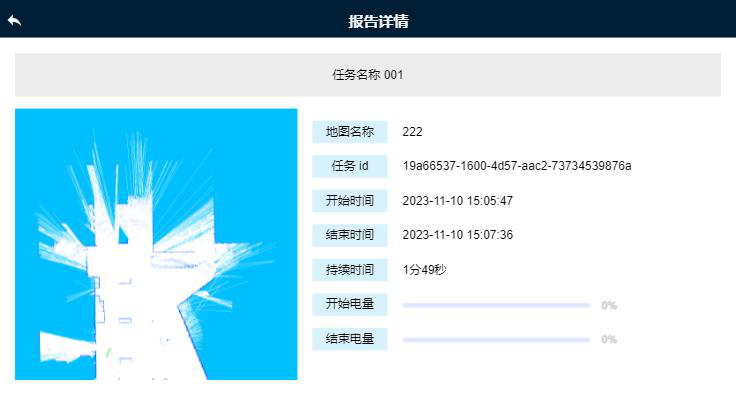 报告详情
任务名称 001
地图名称 222
任务 id 19a66537-1600-4d57-aac2-73734539876a
开始时间 2023-11-10 15:05:47
结束时间 2023-11-10 15:07:36
持续时间 1分49秒
开始电量 0%
结束电量 0%